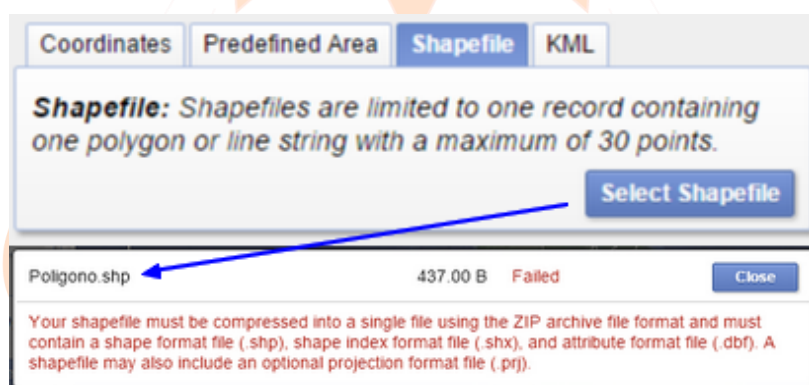 Coordinates Predefined Area Shapefile KML
Shapefile: Shapefiles are limited to one record containing
one polygon or line string with a maximum of 30 points.
Select Shapefile
Poligono.shp 437.00 B Failed Close
Your shapefile must be compressed into a single file using the ZIP archive file format and must
contain a shape format file (.shp), shape index format file (.shx), and attribute format file (.dbf). A
shapefile may also include an optional projection format file (.prj).